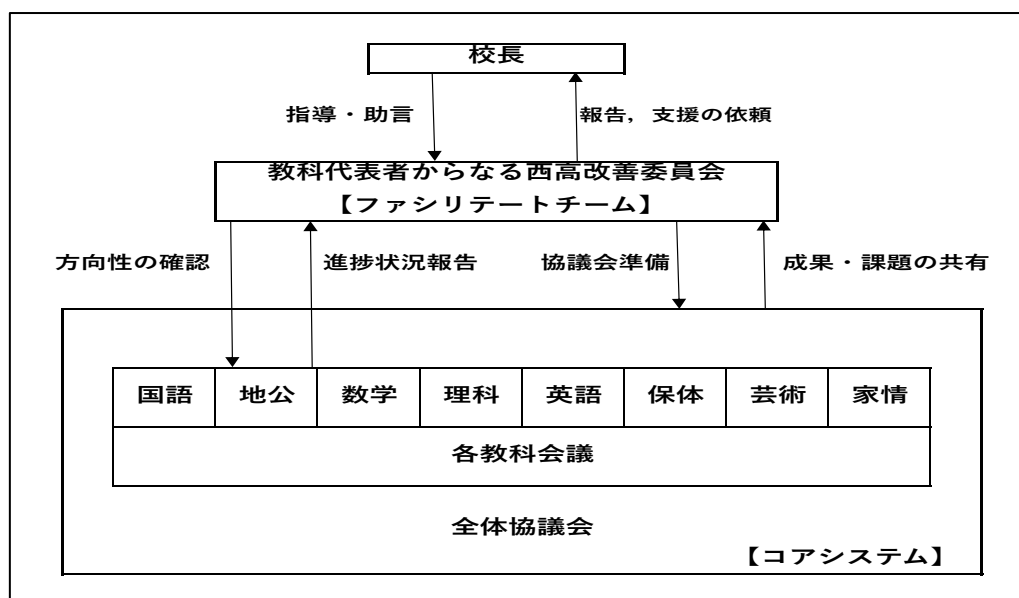 校長
指導・助言
報告，支援の依頼
教科代表者からなる西高改善委員会
【ファシリテートチーム】
方向性の確認
進捗状況報告
協議会準備
成果・課題の共有
国語 地公 数学 理科 英語 保体 芸術 家情
各教科会議
全体協議会
【コアシステム】